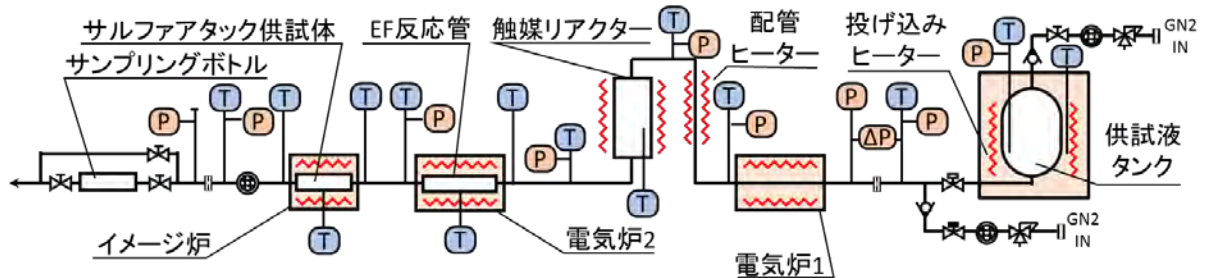 サルファアタック供試体
EF反応管
触媒リアクター
配管
ヒーター
投げ込み
ヒーター
サンプリングボトル
GN2
IN
T
T
T
P
P
T
T
T
T
P
T
P
P
T
T
P
T
P
T
P
ΔP
供試液
タンク
T
T
T
GN2
IN
イメージ炉
電気炉2
電気炉1